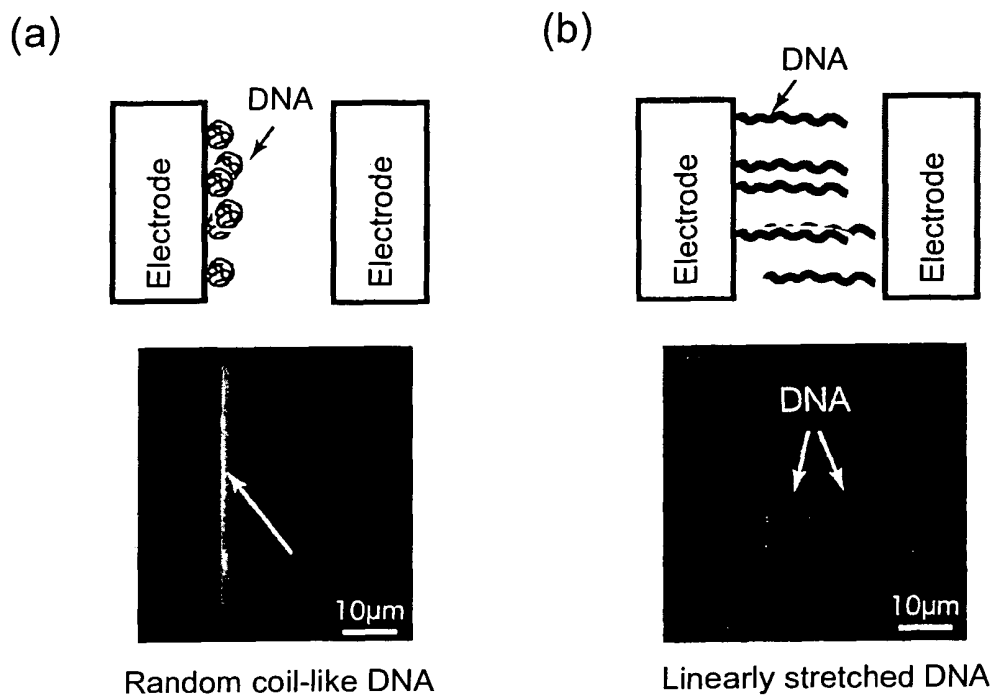 (a)
(b)
DNA
DNA
Electrode
Electrode
Electrode
Electrode
DNA
10μm
10μm
Random coil-like DNA
Linearly stretched DNA